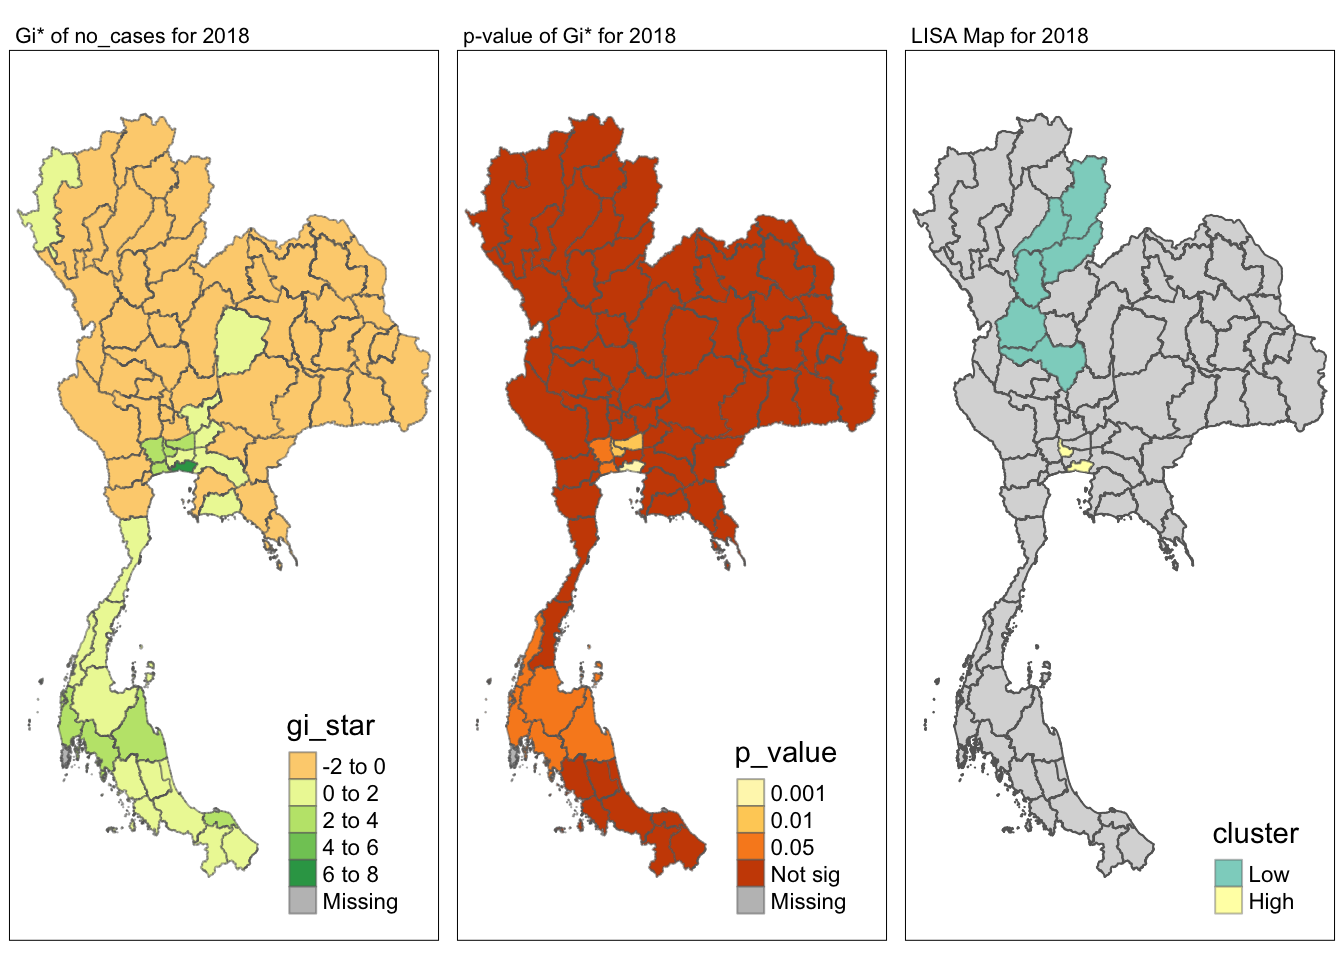 Gi* of no_cases for 2018
gi_star
-2 to 0
0 to 2
2 to 4
4 to 6
6 to 8
Missing
p-value of Gi* for 2018
p_value
0.001
0.01
0.05
Not sig
Missing
LISA Map for 2018
cluster
Low
High